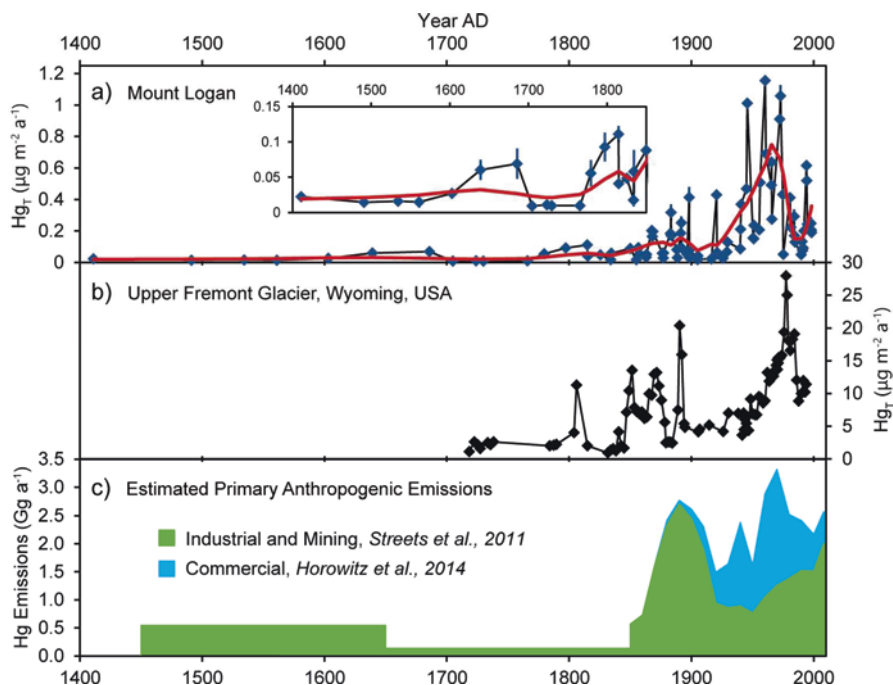 Year AD
1400 1500 1600 1700 1800 1900 2000
a) Mount Logan
Hg_T (µg m⁻² a⁻¹)
1.2
1
0.8
0.6
0.4
0.2
0
1400 1500 1600 1700 1800
0.15
0.1
0.05
0
b) Upper Fremont Glacier, Wyoming, USA
30
25
20
15
10
5
0
Hg_T (µg m⁻² a⁻¹)
c) Estimated Primary Anthropogenic Emissions
Industrial and Mining, Streets et al., 2011
Commercial, Horowitz et al., 2014
Hg Emissions (Gg a⁻¹)
3.5
3.0
2.5
2.0
1.5
1.0
0.5
0.0
1400 1500 1600 1700 1800 1900 2000